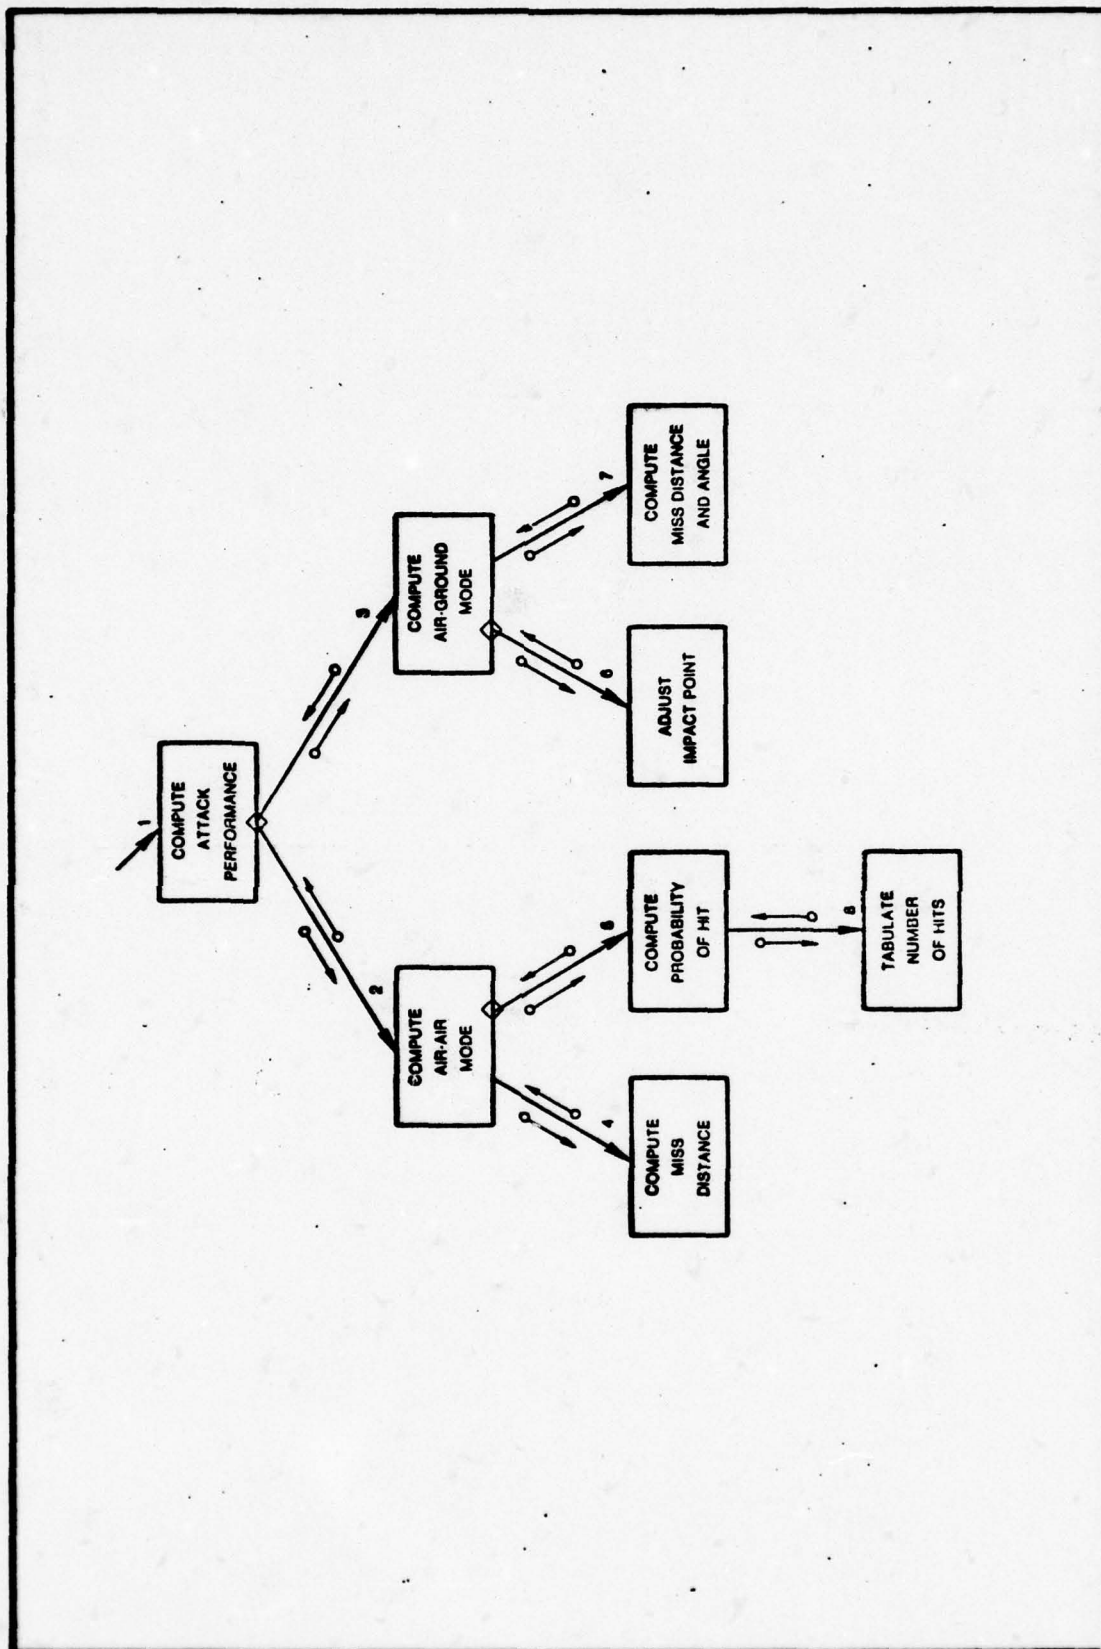 1
COMPUTE
ATTACK
PERFORMANCE
2
3
COMPUTE
AIR-AIR
MODE
COMPUTE
AIR-GROUND
MODE
4
5
6
7
COMPUTE
MISS
DISTANCE
COMPUTE
PROBABILITY
OF HIT
ADJUST
IMPACT POINT
COMPUTE
MISS DISTANCE
AND ANGLE
8
TABULATE
NUMBER
OF HITS